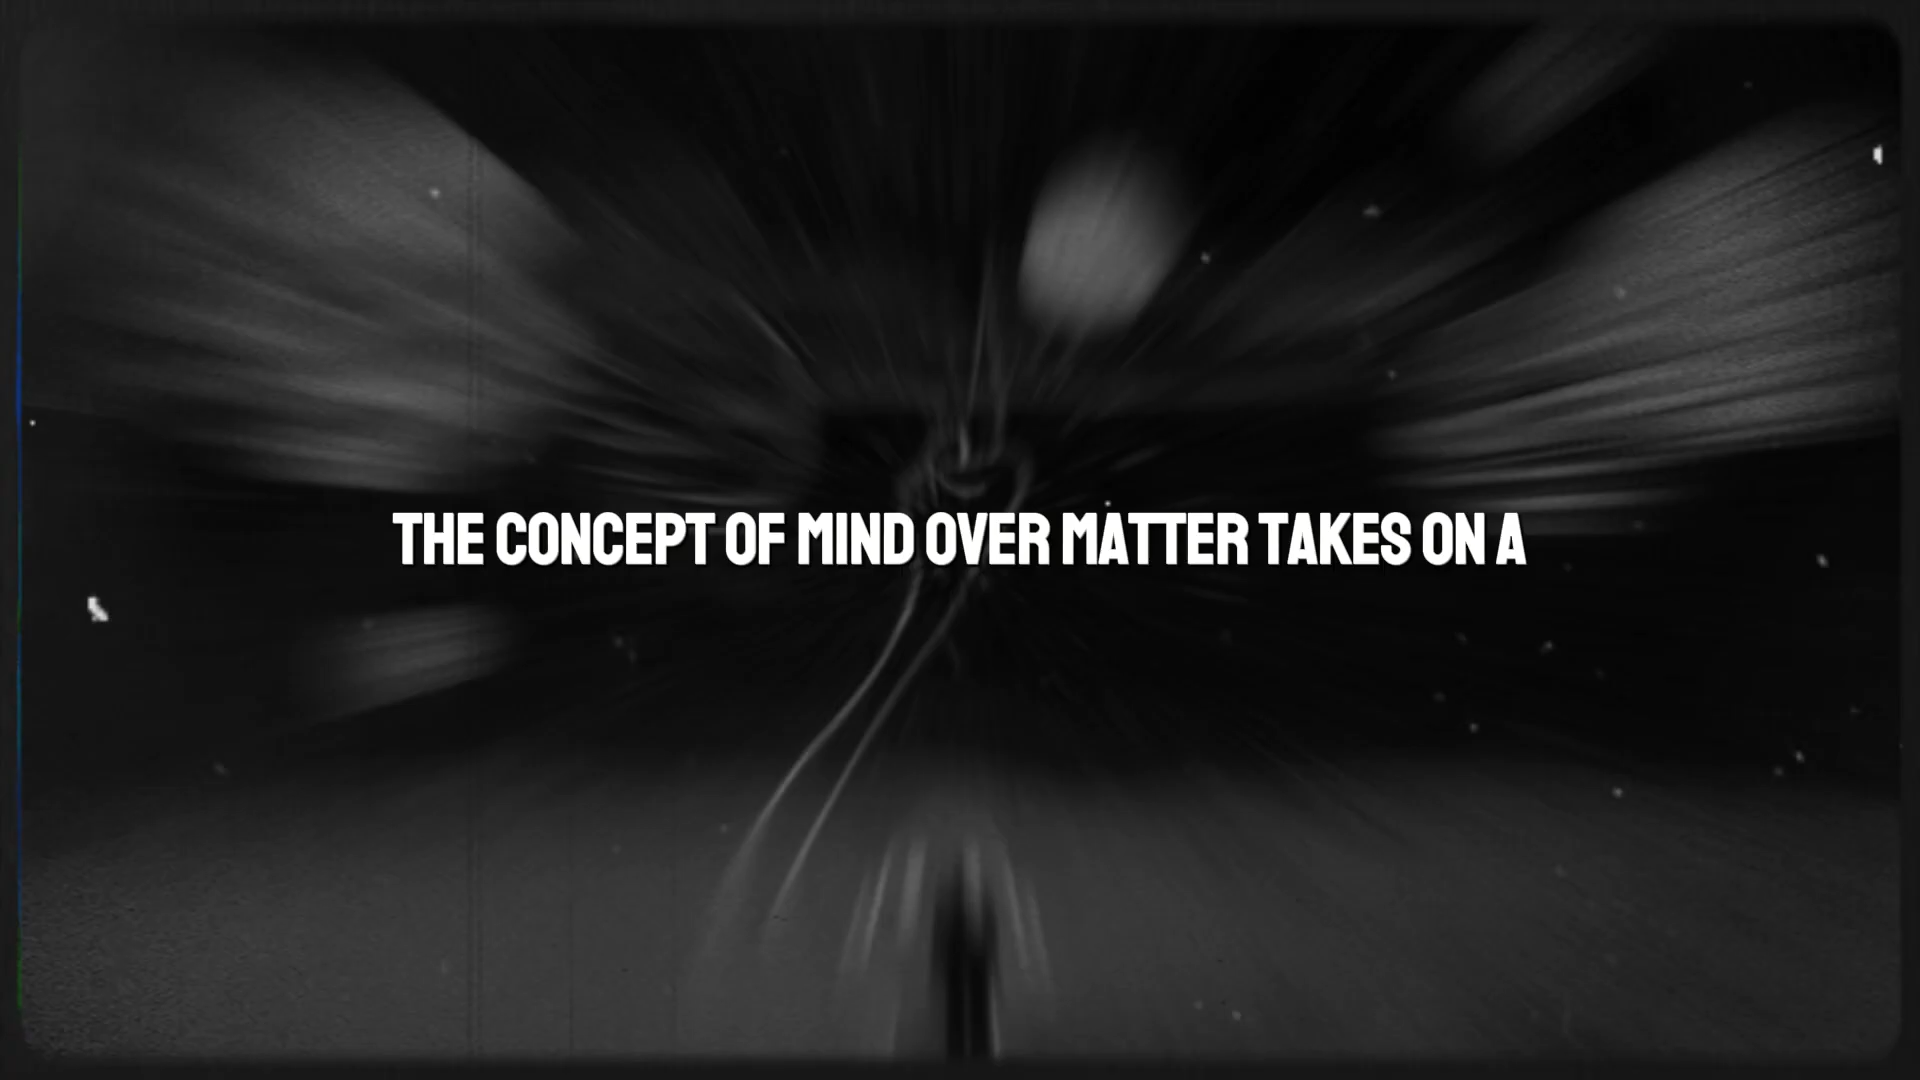 THE CONCEPT OF MIND OVER MATTER TAKES ON A